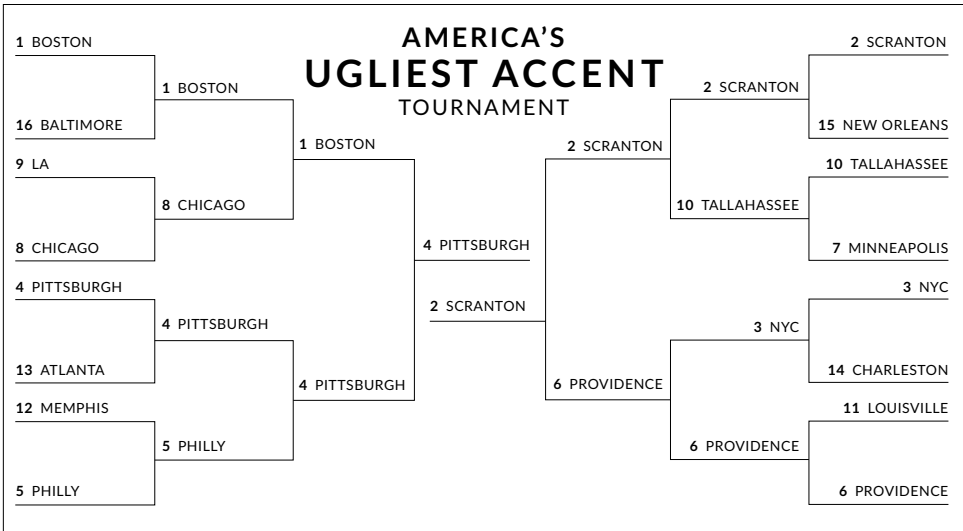 AMERICA'S
UGLIEST ACCENT
TOURNAMENT
1 BOSTON
16 BALTIMORE
9 LA
8 CHICAGO
4 PITTSBURGH
13 ATLANTA
12 MEMPHIS
5 PHILLY
1 BOSTON
8 CHICAGO
4 PITTSBURGH
5 PHILLY
1 BOSTON
4 PITTSBURGH
4 PITTSBURGH
2 SCRANTON
2 SCRANTON
6 PROVIDENCE
2 SCRANTON
10 TALLAHASSEE
3 NYC
6 PROVIDENCE
2 SCRANTON
15 NEW ORLEANS
10 TALLAHASSEE
7 MINNEAPOLIS
3 NYC
14 CHARLESTON
11 LOUISVILLE
6 PROVIDENCE